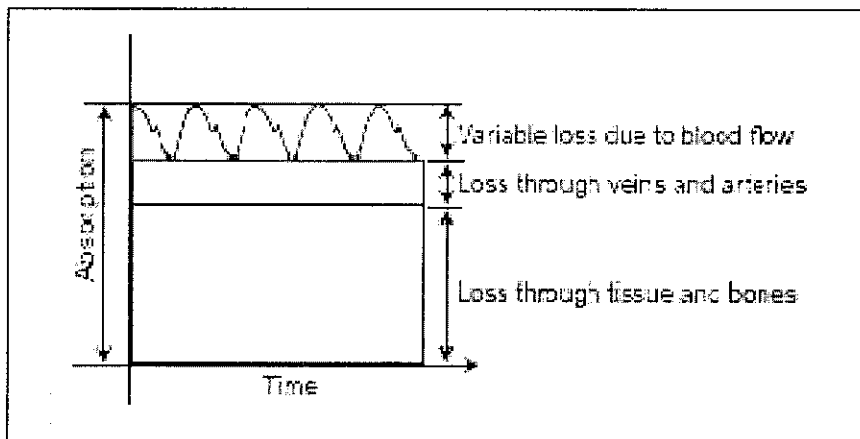 Variable loss due to blood flow
Loss through veins and arteries
Absorption
Loss through tissue and bones
Time